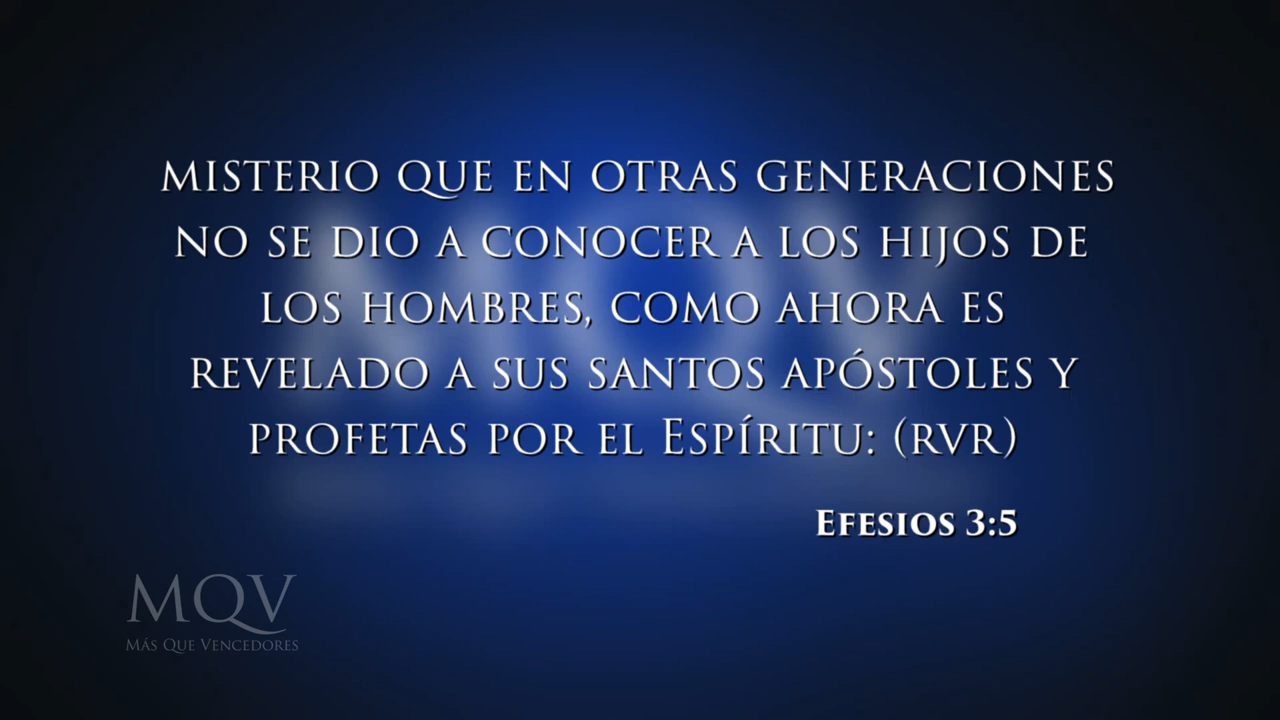 MISTERIO QUE EN OTRAS GENERACIONES
NO SE DIO A CONOCER A LOS HIJOS DE
LOS HOMBRES, COMO AHORA ES
REVELADO A SUS SANTOS APÓSTOLES Y
PROFETAS POR EL ESPÍRITU: (RVR)
EFESIOS 3:5
MQV
MÁS QUE VENCEDORES